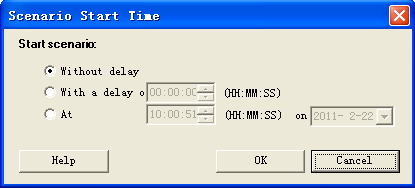 Scenario Start Time
Start scenario:
Without delay
With a delay o 00:00:00 (HH:MM:SS)
At 10:00:51 (HH:MM:SS) on 2011- 2-22
Help OK Cancel